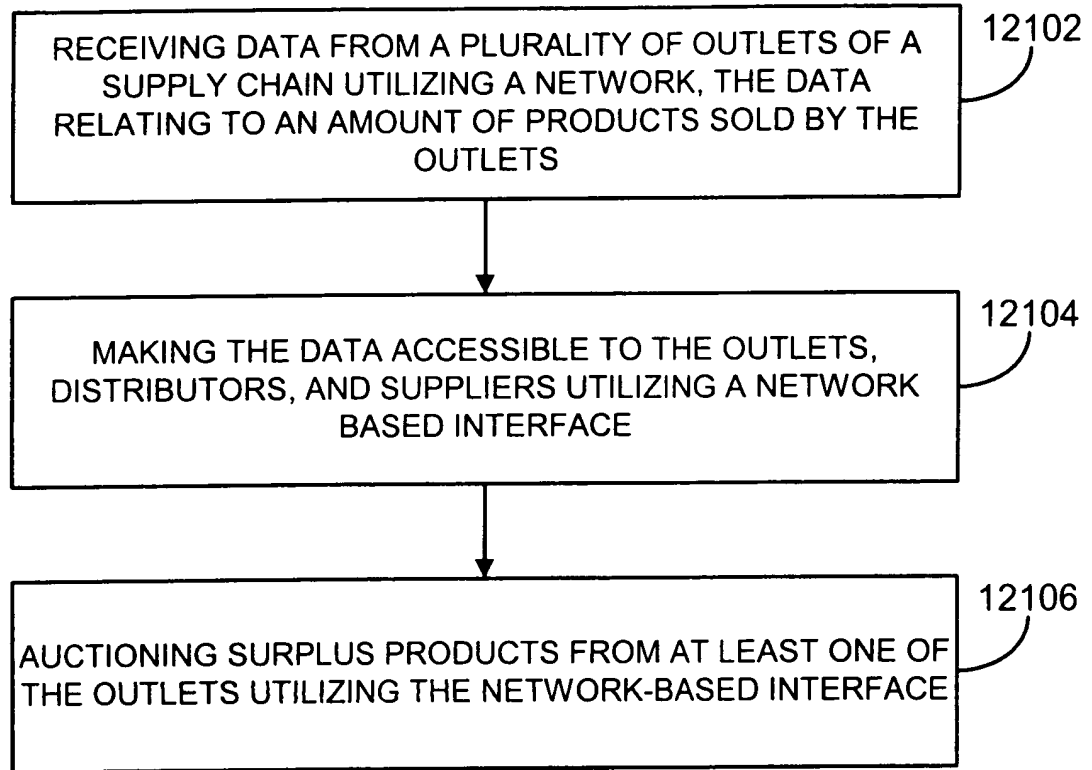 RECEIVING DATA FROM A PLURALITY OF OUTLETS OF A
SUPPLY CHAIN UTILIZING A NETWORK, THE DATA
RELATING TO AN AMOUNT OF PRODUCTS SOLD BY THE
OUTLETS
12102
MAKING THE DATA ACCESSIBLE TO THE OUTLETS,
DISTRIBUTORS, AND SUPPLIERS UTILIZING A NETWORK
BASED INTERFACE
12104
AUCTIONING SURPLUS PRODUCTS FROM AT LEAST ONE OF
THE OUTLETS UTILIZING THE NETWORK-BASED INTERFACE
12106